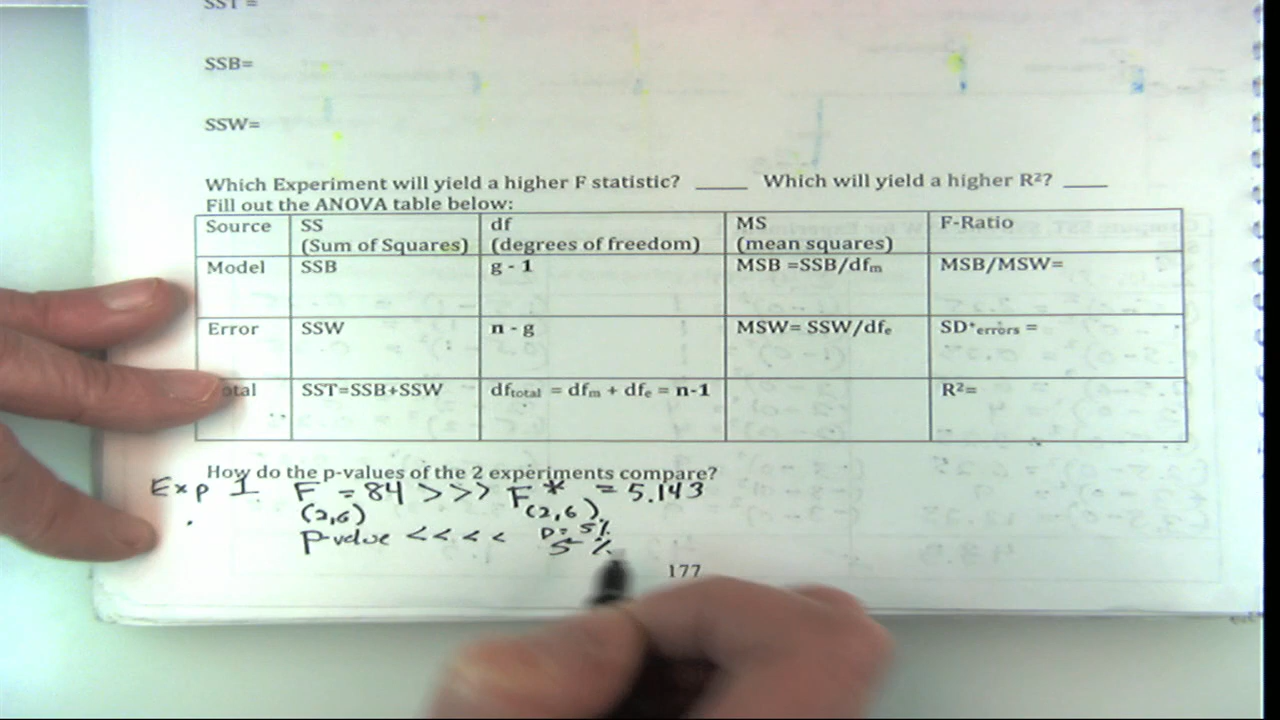 SST =
SSB=
SSW=
Which Experiment will yield a higher F statistic? _____ Which will yield a higher R²? ____
Fill out the ANOVA table below:
Source SS (Sum of Squares) df (degrees of freedom) MS (mean squares) F-Ratio
Model SSB g - 1 MSB =SSB/dfₘ MSB/MSW=
Error SSW n - g MSW= SSW/dfₑ SD⁺errors =
otal SST=SSB+SSW dftotal = dfₘ + dfₑ = n-1 R²=
How do the p-values of the 2 experiments compare?
Exp 1 F = 84 >>> F* = 5.143
(2,6) (2,6)
p=5%
p-value <<<< 5%
177